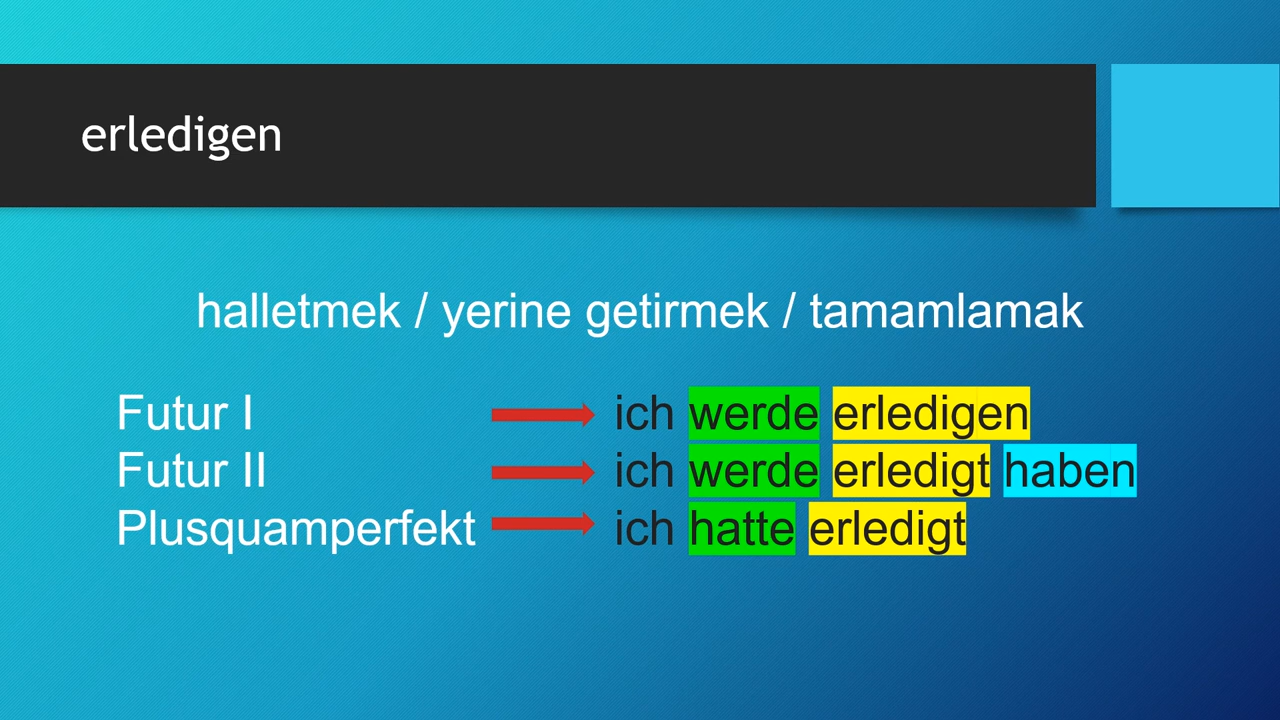 erledigen
halletmek / yerine getirmek / tamamlamak
Futur I ich werde erledigen
Futur II ich werde erledigt haben
Plusquamperfekt ich hatte erledigt